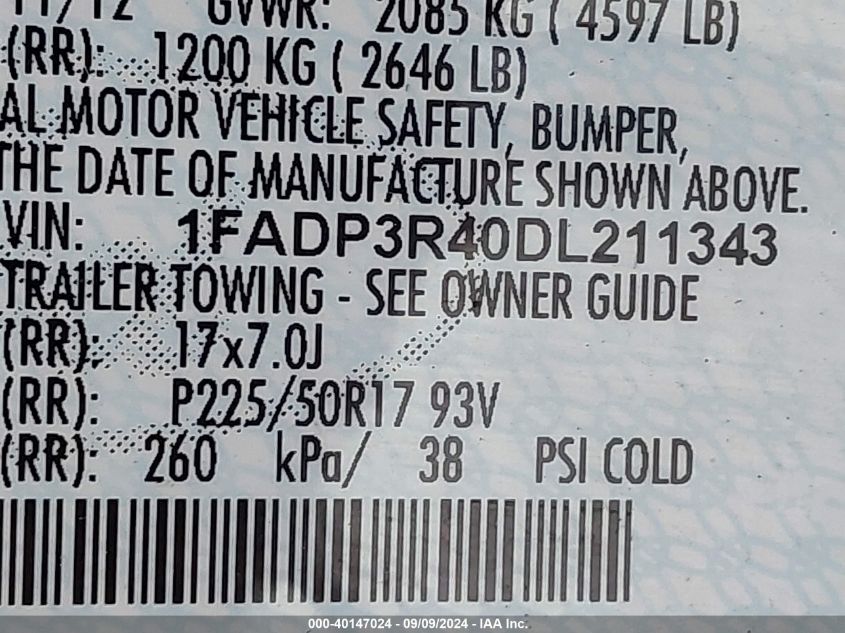 11/12 GVWR: 2085 KG ( 4597 LB)
(RR): 1200 KG ( 2646 LB)
AL MOTOR VEHICLE SAFETY, BUMPER,
THE DATE OF MANUFACTURE SHOWN ABOVE.
VIN: 1FADP3R40DL211343
TRAILER TOWING - SEE OWNER GUIDE
(RR): 17x7.0J
(RR): P225/50R17 93V
(RR): 260 kPa/ 38 PSI COLD
000-40147024 - 09/09/2024 - IAA Inc.